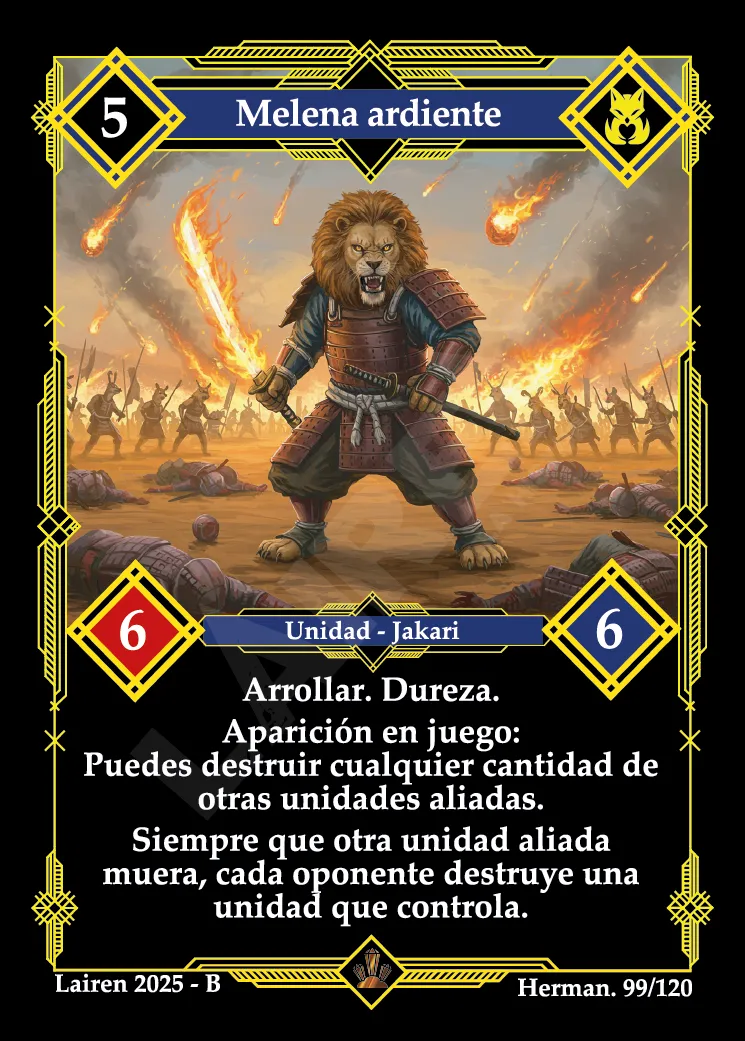 5
Melena ardiente
6
Unidad - Jakari
6
Arrollar. Dureza.
Aparición en juego:
Puedes destruir cualquier cantidad de
otras unidades aliadas.
Siempre que otra unidad aliada
muera, cada oponente destruye una
unidad que controla.
Lairen 2025 - B
Herman. 99/120